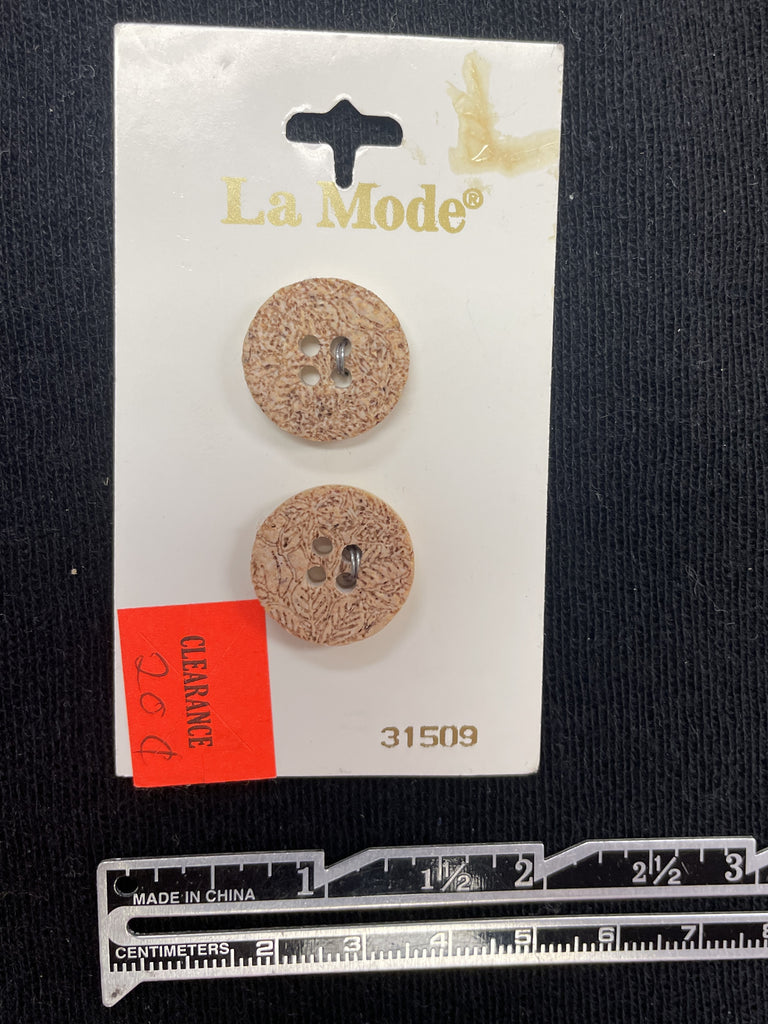 La Mode®
CLEARANCE
20¢
31509
1 1½ 2 2½ 3
MADE IN CHINA
CENTIMETERS 2 3 4 5 6 7 8